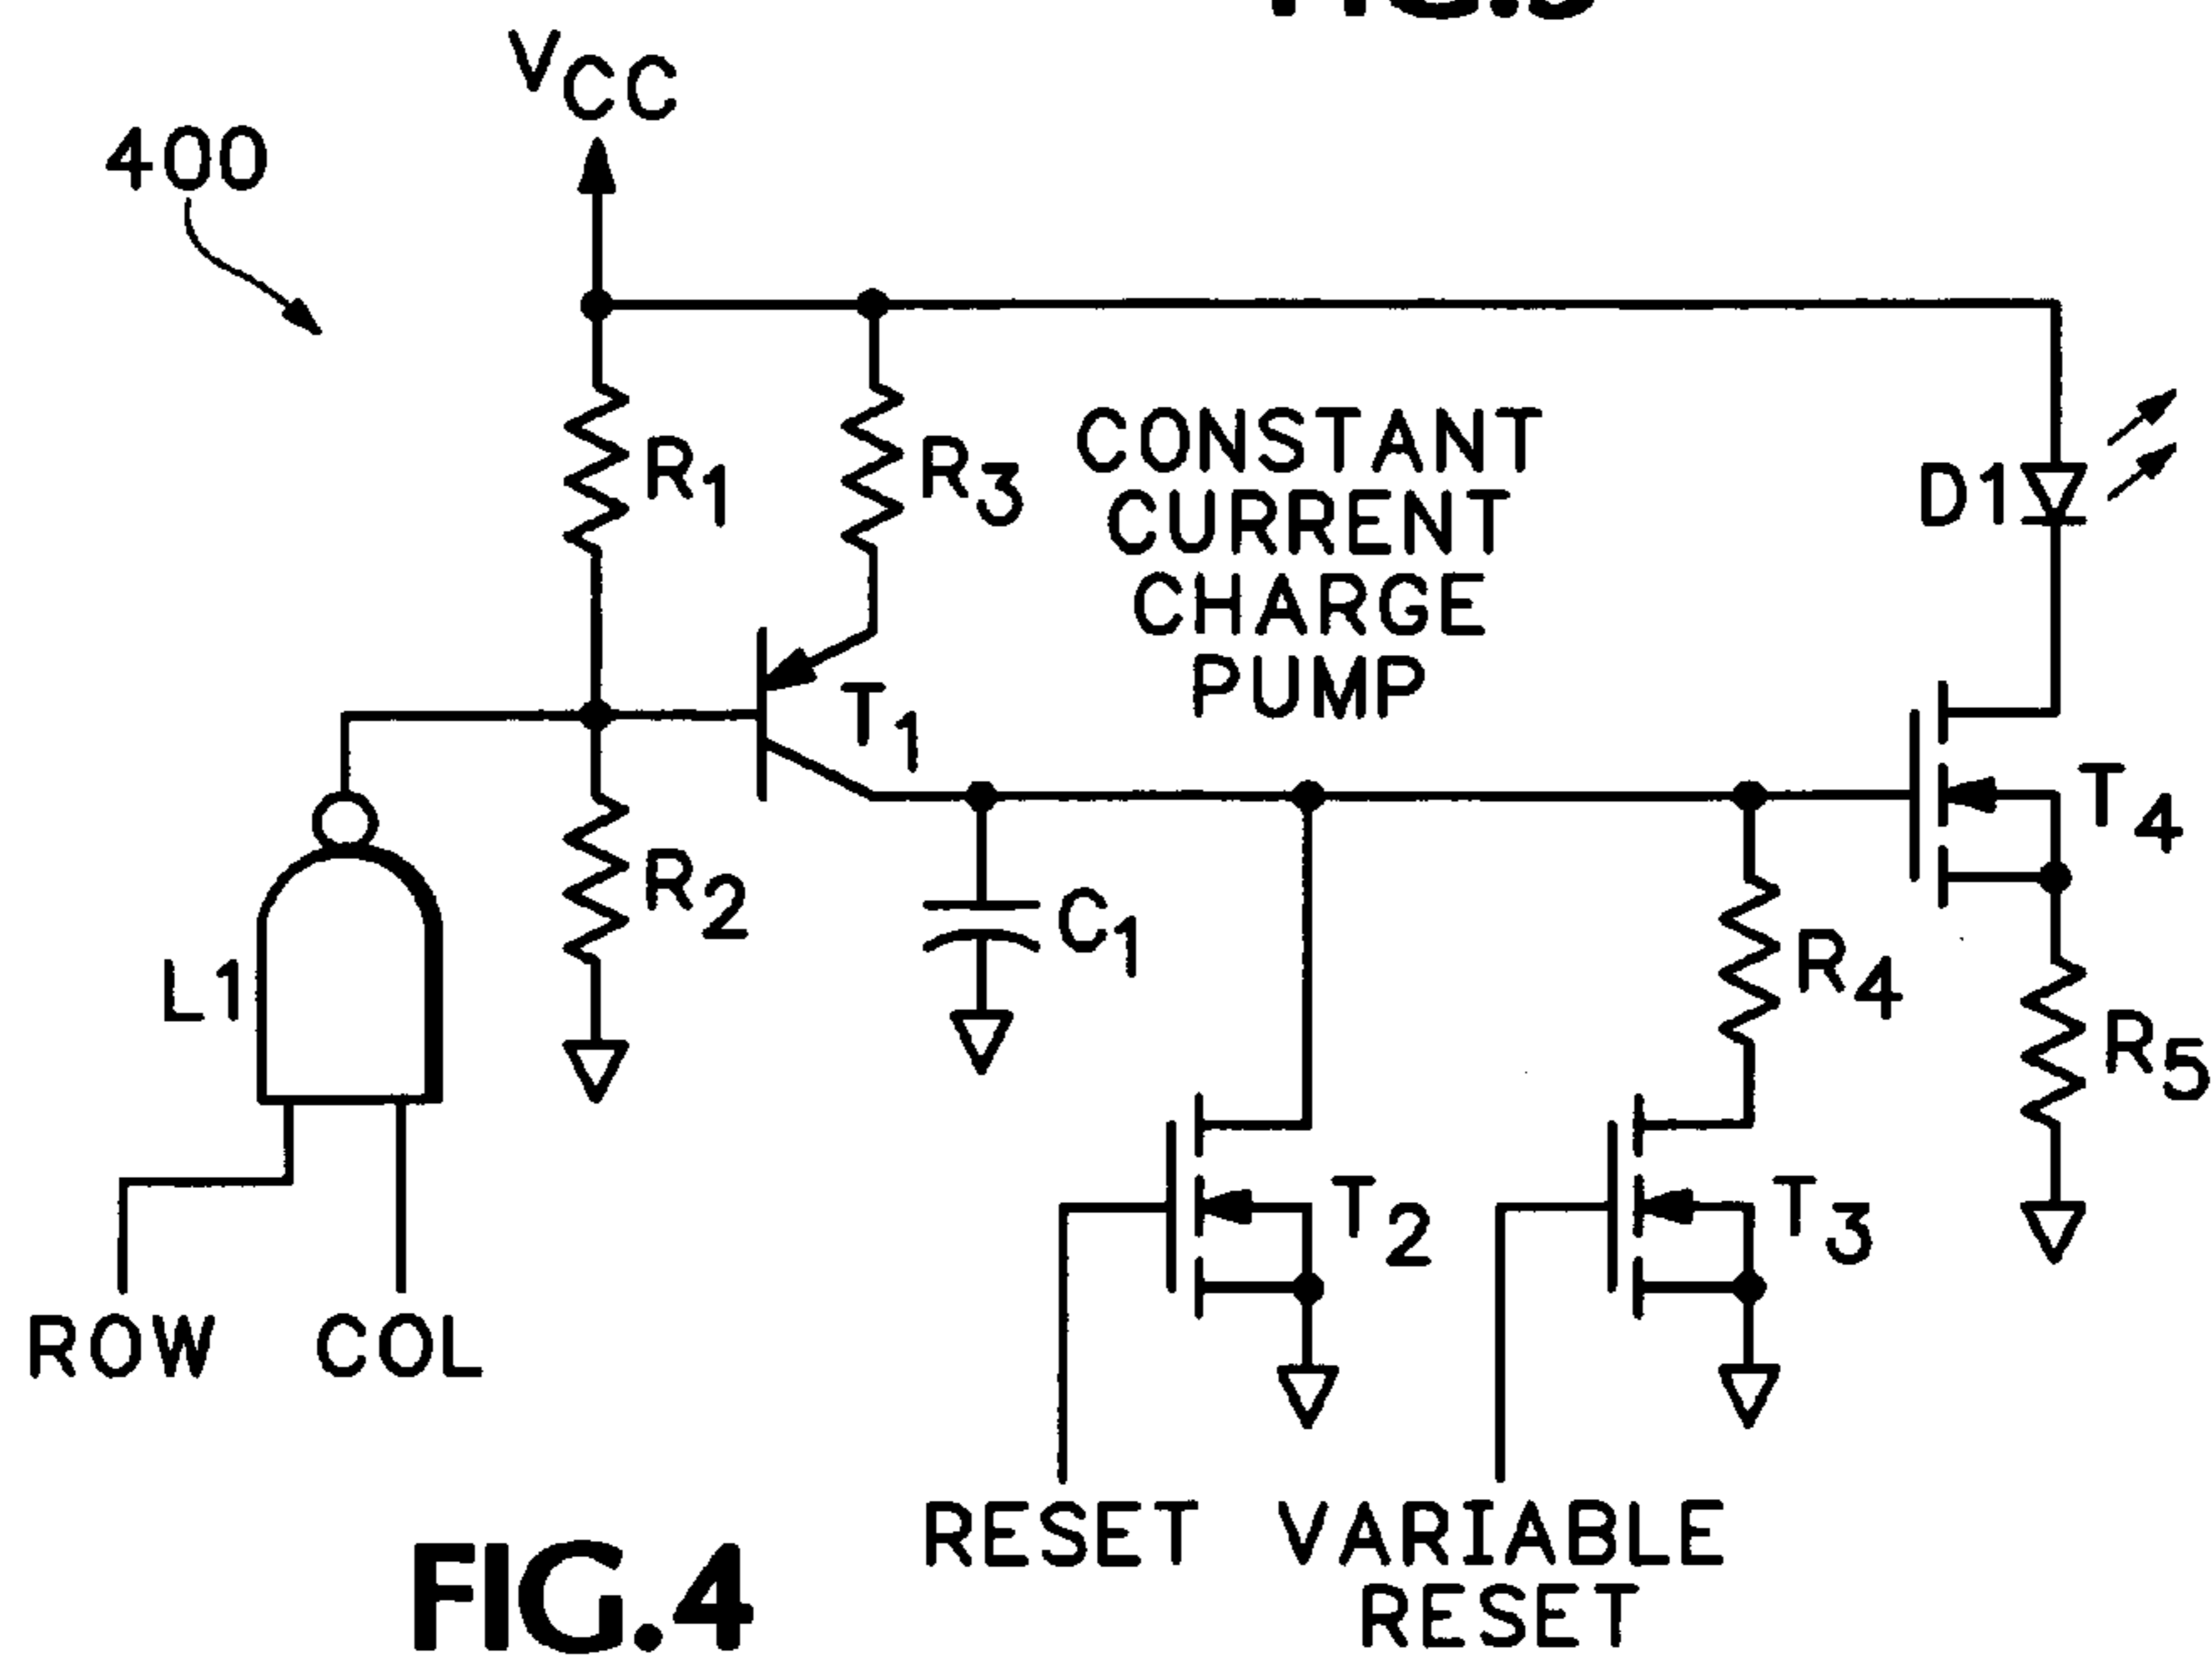 VCC
400
R1
R3
CONSTANT
CURRENT
CHARGE
PUMP
D1
T1
T4
R2
C1
L1
R4
R5
T2
T3
ROW COL
RESET VARIABLE
RESET
FIG.4